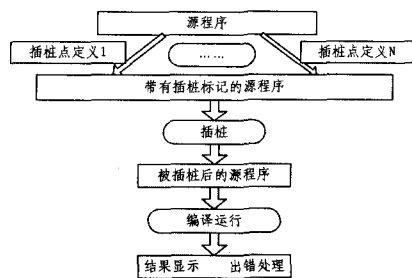 源程序
插桩点定义1
……
插桩点定义N
带有插桩标记的源程序
插桩
被插桩后的源程序
编译运行
结果显示 出错处理